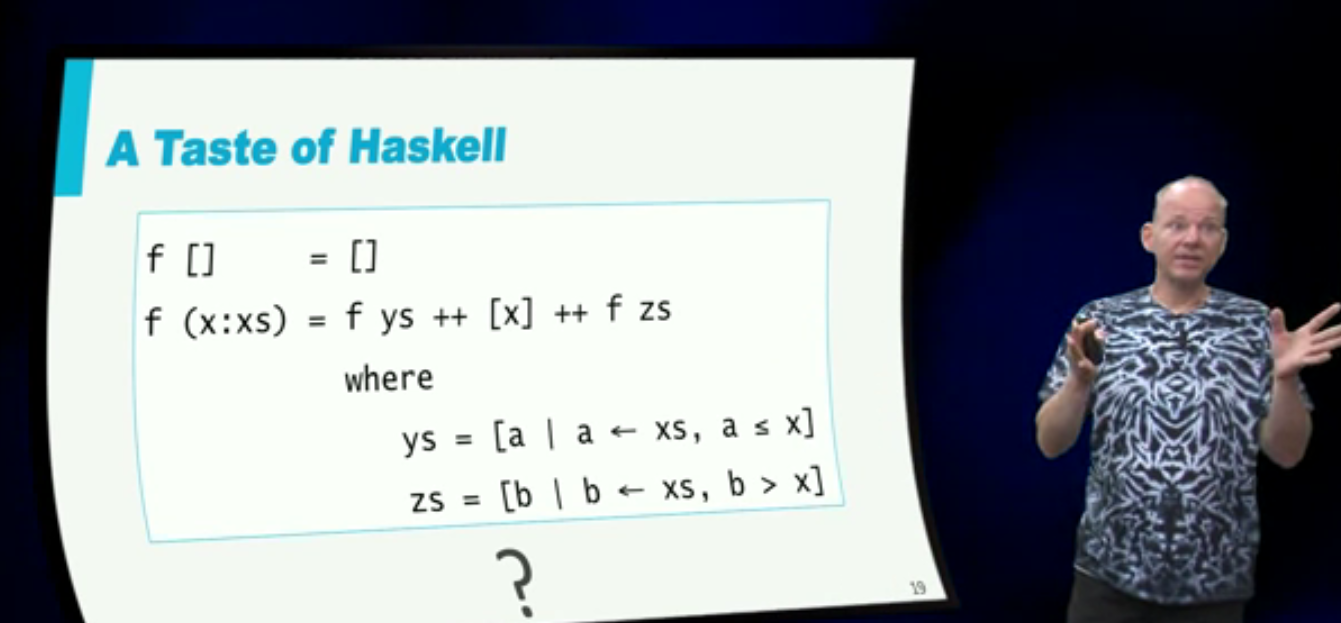 A Taste of Haskell
f [] = []
f (x:xs) = f ys ++ [x] ++ f zs
where
ys = [a | a ← xs, a ≤ x]
zs = [b | b ← xs, b > x]
?
19